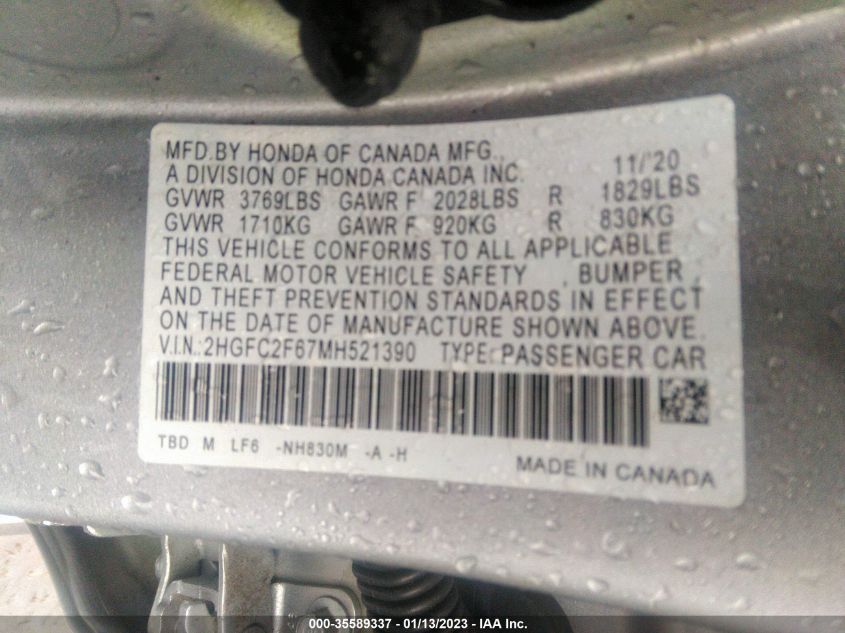 MFD.BY HONDA OF CANADA MFG.,
A DIVISION OF HONDA CANADA INC. 11/'20
GVWR 3769LBS GAWR F 2028LBS R 1829LBS
GVWR 1710KG GAWR F 920KG R 830KG
THIS VEHICLE CONFORMS TO ALL APPLICABLE
FEDERAL MOTOR VEHICLE SAFETY , BUMPER ,
AND THEFT PREVENTION STANDARDS IN EFFECT
ON THE DATE OF MANUFACTURE SHOWN ABOVE.
V.I.N.:2HGFC2F67MH521390 TYPE: PASSENGER CAR
TBD M LF6 -NH830M -A -H
MADE IN CANADA
000-35589337 - 01/13/2023 - IAA Inc.